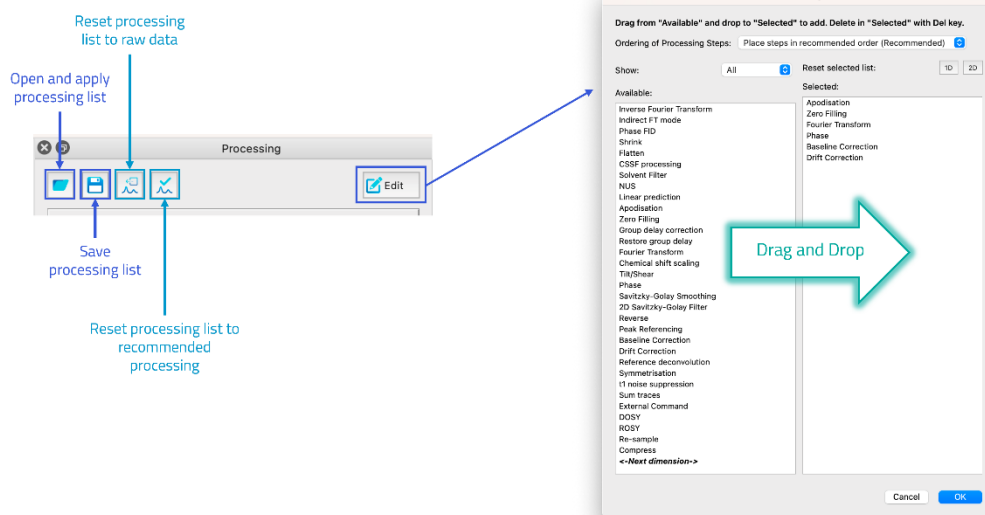 Reset processing
list to raw data
Open and apply
processing list
Processing
Edit
Save
processing list
Reset processing list to
recommended
processing
Drag from "Available" and drop to "Selected" to add. Delete in "Selected" with Del key.
Ordering of Processing Steps: Place steps in recommended order (Recommended)
Show: All Reset selected list: 1D 2D
Available:
Selected:
Inverse Fourier Transform
Indirect FT mode
Phase FID
Shrink
Flatten
CSSF processing
Solvent Filter
NUS
Linear prediction
Apodisation
Zero Filling
Group delay correction
Restore group delay
Fourier Transform
Chemical shift scaling
Tilt/Shear
Phase
Savitzky-Golay Smoothing
2D Savitzky-Golay Filter
Reverse
Peak Referencing
Baseline Correction
Drift Correction
Reference deconvolution
Symmetrisation
t1 noise suppression
Sum traces
External Command
DOSY
ROSY
Re-sample
Compress
<-Next dimension->
Apodisation
Zero Filling
Fourier Transform
Phase
Baseline Correction
Drift Correction
Drag and Drop
Cancel OK